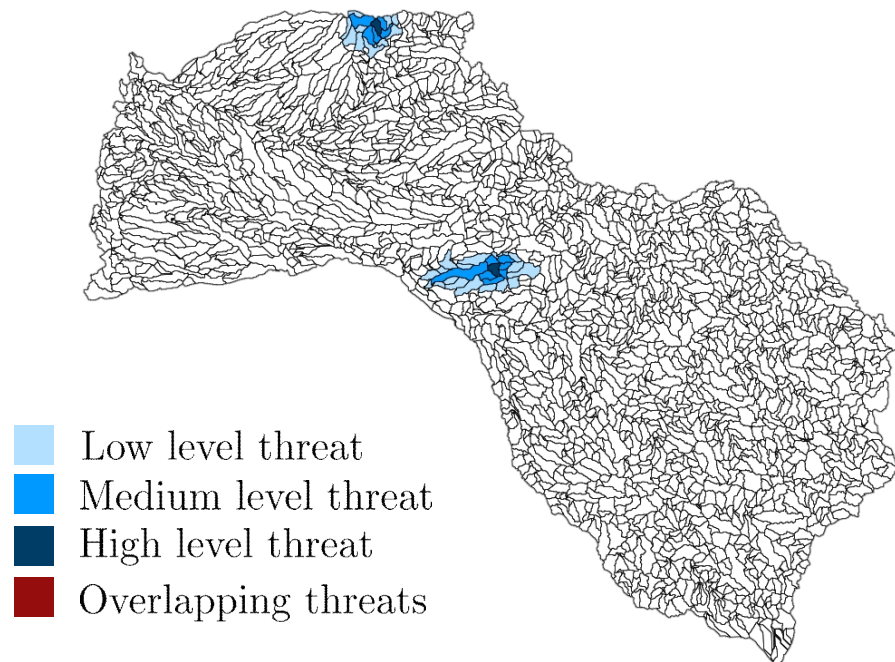 Low level threat
Medium level threat
High level threat
Overlapping threats